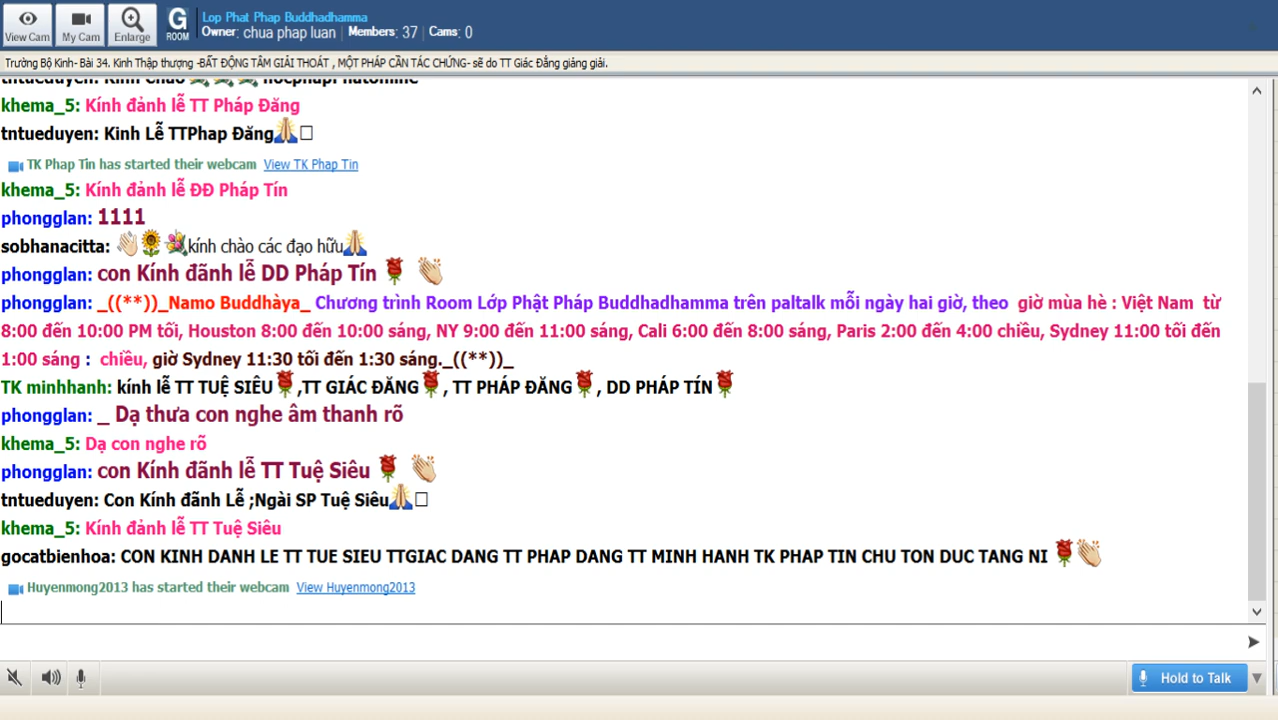 View Cam
My Cam
Enlarge
G
ROOM
Lop Phat Phap Buddhadhamma
Owner: chua phap luan Members: 37 Cams: 0
Trường Bộ Kinh- Bài 34. Kinh Thập thượng -BẤT ĐỘNG TÂM GIẢI THOÁT , MỘT PHÁP CẦN TÁC CHỨNG- sẽ do TT Giác Đẳng giảng giải.
tntueduyen: Kinh Chào hocphapi hatomine
khema_5: Kính đảnh lễ TT Pháp Đăng
tntueduyen: Kinh Lễ TTPhap Đăng
TK Phap Tin has started their webcam View TK Phap Tin
khema_5: Kính đảnh lễ ĐĐ Pháp Tín
phongglan: 1111
sobhanacitta: kính chào các đạo hữu
phongglan: con Kính đãnh lễ DD Pháp Tín
phongglan: _((**))_Namo Buddhàya_ Chương trình Room Lớp Phật Pháp Buddhadhamma trên paltalk mỗi ngày hai giờ, theo giờ mùa hè : Việt Nam từ
8:00 đến 10:00 PM tối, Houston 8:00 đến 10:00 sáng, NY 9:00 đến 11:00 sáng, Cali 6:00 đến 8:00 sáng, Paris 2:00 đến 4:00 chiều, Sydney 11:00 tối đến
1:00 sáng : chiều, giờ Sydney 11:30 tối đến 1:30 sáng._((**))_
TK minhhanh: kính lễ TT TUỆ SIÊU ,TT GIÁC ĐĂNG , TT PHÁP ĐĂNG , DD PHÁP TÍN
phongglan: _ Dạ thưa con nghe âm thanh rõ
khema_5: Dạ con nghe rõ
phongglan: con Kính đãnh lễ TT Tuệ Siêu
tntueduyen: Con Kính đãnh Lễ ;Ngài SP Tuệ Siêu
khema_5: Kính đảnh lễ TT Tuệ Siêu
gocatbienhoa: CON KINH DANH LE TT TUE SIEU TTGIAC DANG TT PHAP DANG TT MINH HANH TK PHAP TIN CHU TON DUC TANG NI
Huyenmong2013 has started their webcam View Huyenmong2013
Hold to Talk